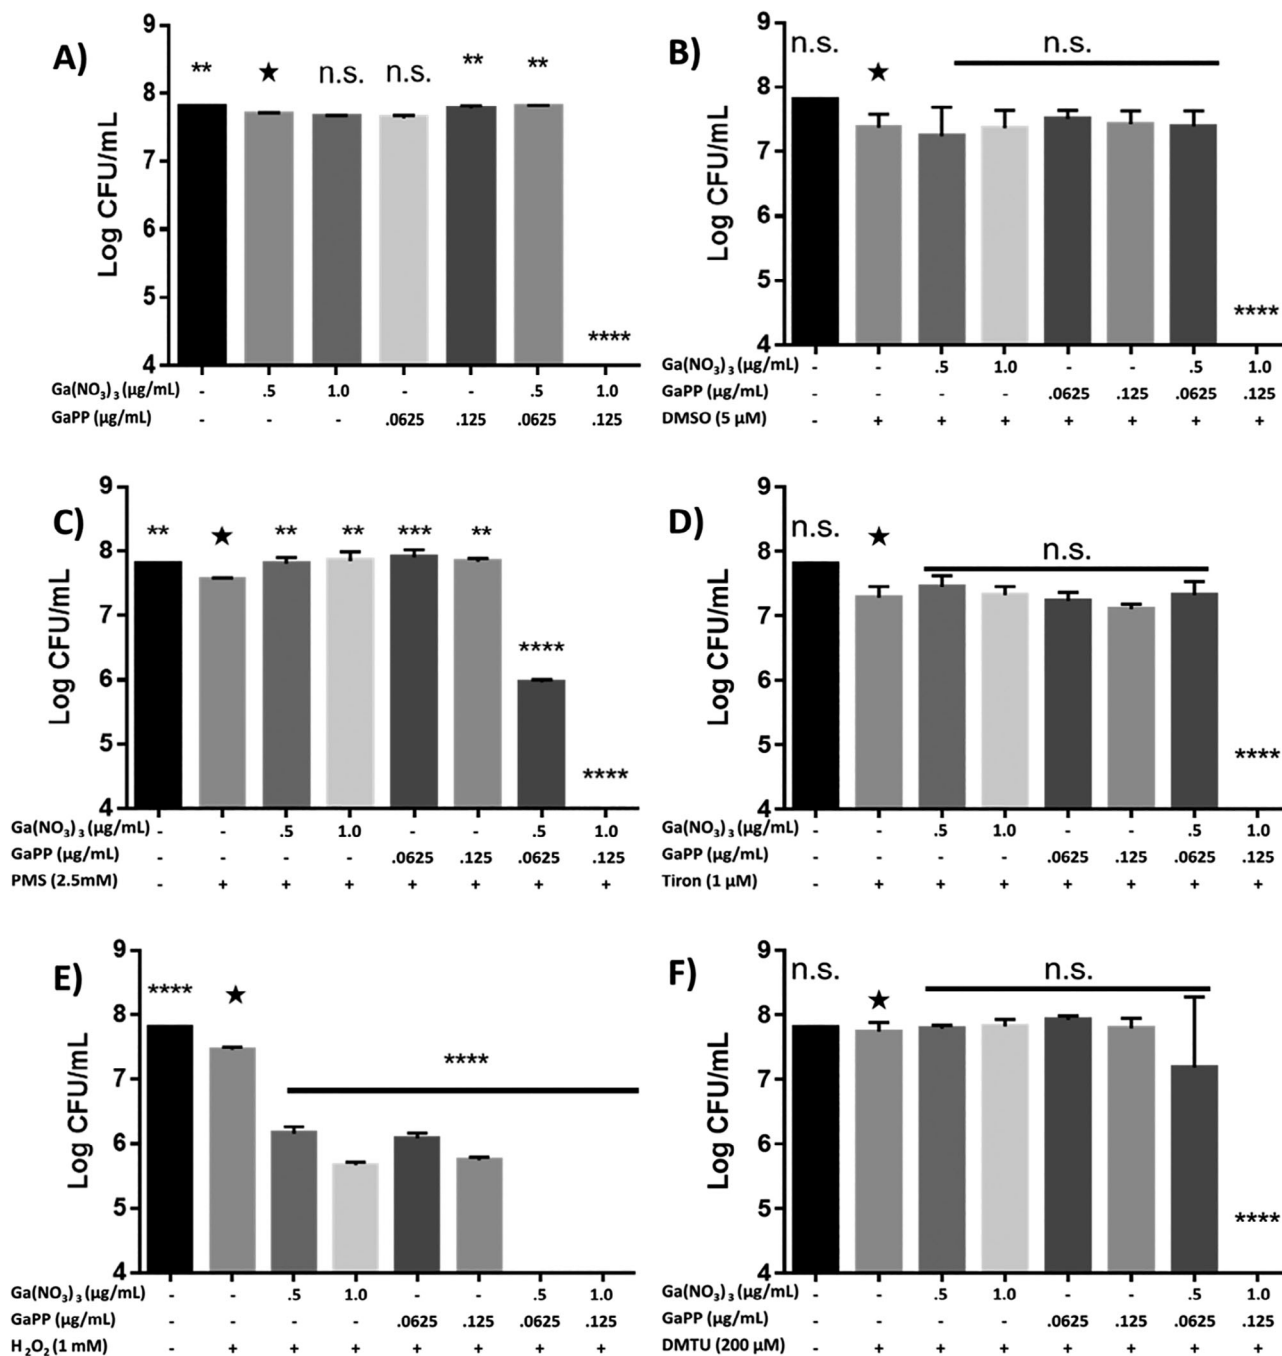 A)
9
8
7
6
5
4
Log CFU/mL
**
★
n.s.
n.s.
**
**
****
Ga(NO₃)₃ (µg/mL) - .5 1.0 - - .5 1.0
GaPP (µg/mL) - - - .0625 .125 .0625 .125
B)
9
8
7
6
5
4
Log CFU/mL
n.s.
★
n.s.
****
Ga(NO₃)₃ (µg/mL) - - .5 1.0 - - .5 1.0
GaPP (µg/mL) - - - - .0625 .125 .0625 .125
DMSO (5 µM) - + + + + + + +
C)
9
8
7
6
5
4
Log CFU/mL
**
★
**
**
***
**
****
****
Ga(NO₃)₃ (µg/mL) - - .5 1.0 - - .5 1.0
GaPP (µg/mL) - - - - .0625 .125 .0625 .125
PMS (2.5mM) - + + + + + + +
D)
9
8
7
6
5
4
Log CFU/mL
n.s.
★
n.s.
****
Ga(NO₃)₃ (µg/mL) - - .5 1.0 - - .5 1.0
GaPP (µg/mL) - - - - .0625 .125 .0625 .125
Tiron (1 µM) - + + + + + + +
E)
9
8
7
6
5
4
Log CFU/mL
****
★
****
Ga(NO₃)₃ (µg/mL) - - .5 1.0 - - .5 1.0
GaPP (µg/mL) - - - - .0625 .125 .0625 .125
H₂O₂ (1 mM) - + + + + + + +
F)
9
8
7
6
5
4
Log CFU/mL
n.s.
★
n.s.
****
Ga(NO₃)₃ (µg/mL) - - .5 1.0 - - .5 1.0
GaPP (µg/mL) - - - - .0625 .125 .0625 .125
DMTU (200 µM) - + + + + + + +